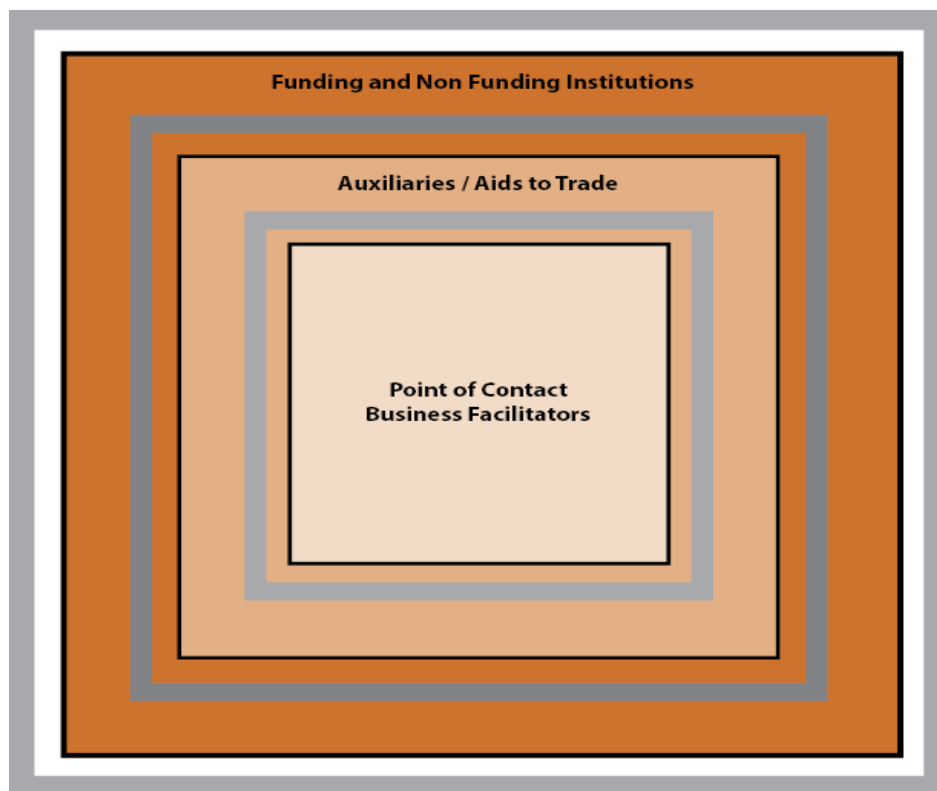 Funding and Non Funding Institutions
Auxiliaries / Aids to Trade
Point of Contact
Business Facilitators